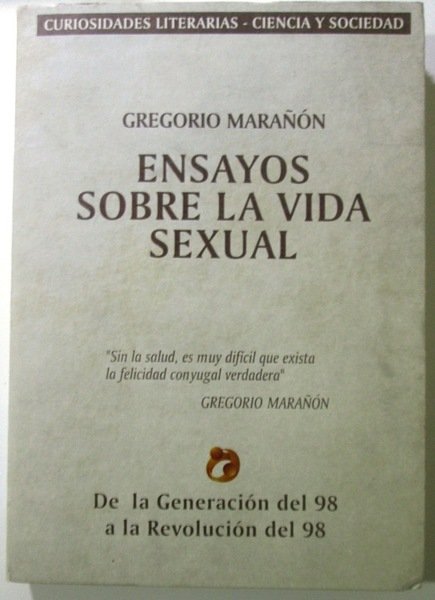 CURIOSIDADES LITERARIAS - CIENCIA Y SOCIEDAD
GREGORIO MARAÑÓN
ENSAYOS
SOBRE LA VIDA
SEXUAL
"Sin la salud, es muy difícil que exista
la felicidad conyugal verdadera"
GREGORIO MARAÑÓN
De la Generación del 98
a la Revolución del 98